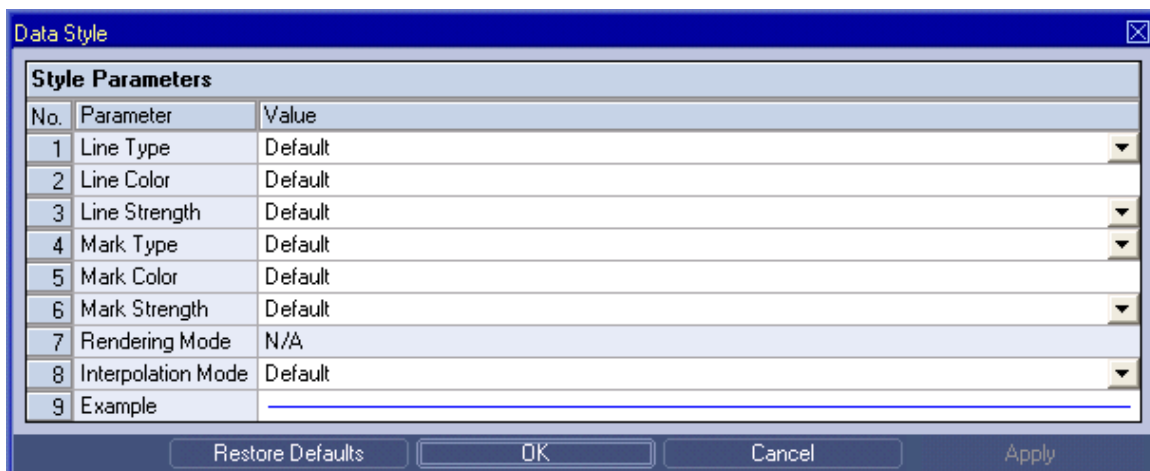 Data Style
Style Parameters
No. Parameter Value
1 Line Type Default
2 Line Color Default
3 Line Strength Default
4 Mark Type Default
5 Mark Color Default
6 Mark Strength Default
7 Rendering Mode N/A
8 Interpolation Mode Default
9 Example
Restore Defaults OK Cancel Apply